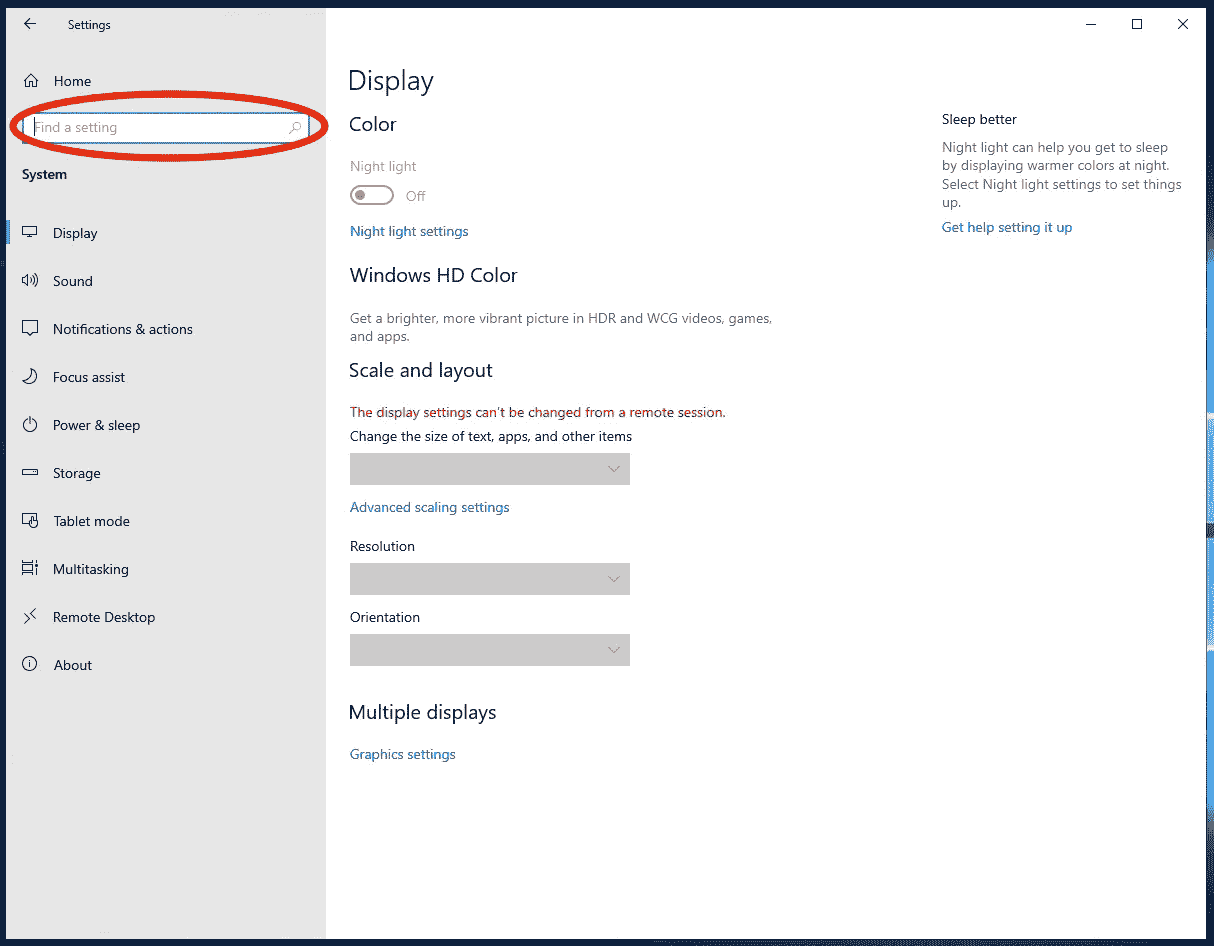 Settings
Home
Find a setting
System
Display
Sound
Notifications & actions
Focus assist
Power & sleep
Storage
Tablet mode
Multitasking
Remote Desktop
About
Display
Color
Night light
Off
Night light settings
Windows HD Color
Get a brighter, more vibrant picture in HDR and WCG videos, games,
and apps.
Scale and layout
The display settings can't be changed from a remote session.
Change the size of text, apps, and other items
Advanced scaling settings
Resolution
Orientation
Multiple displays
Graphics settings
Sleep better
Night light can help you get to sleep
by displaying warmer colors at night.
Select Night light settings to set things
up.
Get help setting it up